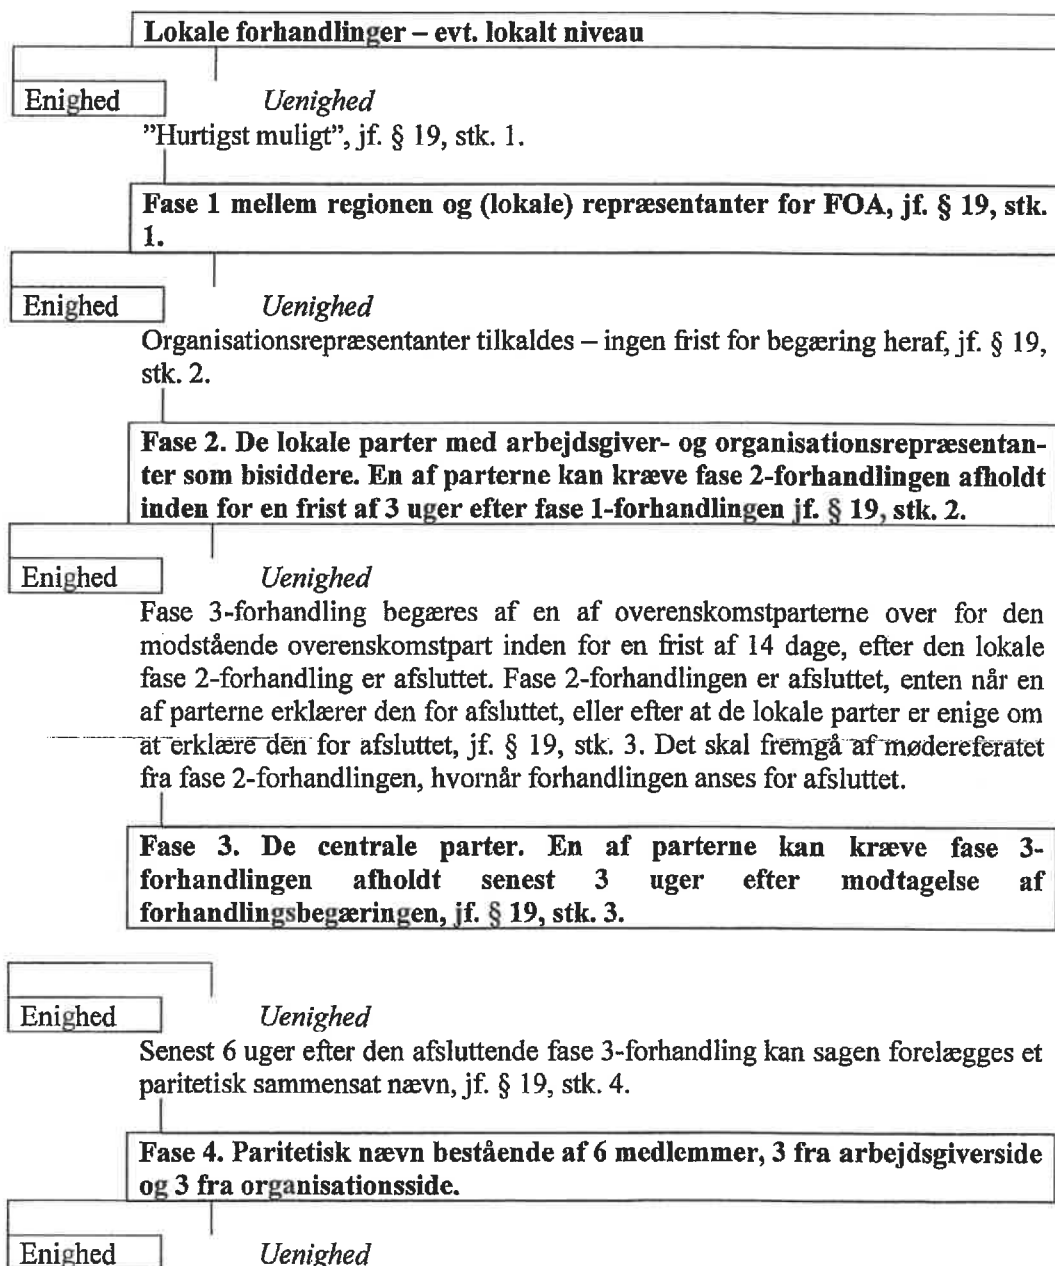 Lokale forhandlinger – evt. lokalt niveau
Enighed Uenighed
”Hurtigst muligt”, jf. § 19, stk. 1.
Fase 1 mellem regionen og (lokale) repræsentanter for FOA, jf. § 19, stk.
1.
Enighed Uenighed
Organisationsrepræsentanter tilkaldes – ingen frist for begæring heraf, jf. § 19,
stk. 2.
Fase 2. De lokale parter med arbejdsgiver- og organisationsrepræsentan-
ter som bisiddere. En af parterne kan kræve fase 2-forhandlingen afholdt
inden for en frist af 3 uger efter fase 1-forhandlingen jf. § 19, stk. 2.
Enighed Uenighed
Fase 3-forhandling begæres af en af overenskomstparterne over for den
modstående overenskomstpart inden for en frist af 14 dage, efter den lokale
fase 2-forhandling er afsluttet. Fase 2-forhandlingen er afsluttet, enten når en
af parterne erklærer den for afsluttet, eller efter at de lokale parter er enige om
at erklære den for afsluttet, jf. § 19, stk. 3. Det skal fremgå af mødereferatet
fra fase 2-forhandlingen, hvornår forhandlingen anses for afsluttet.
Fase 3. De centrale parter. En af parterne kan kræve fase 3-
forhandlingen afholdt senest 3 uger efter modtagelse af
forhandlingsbegæringen, jf. § 19, stk. 3.
Enighed Uenighed
Senest 6 uger efter den afsluttende fase 3-forhandling kan sagen forelægges et
paritetisk sammensat nævn, jf. § 19, stk. 4.
Fase 4. Paritetisk nævn bestående af 6 medlemmer, 3 fra arbejdsgiverside
og 3 fra organisationsside.
Enighed Uenighed